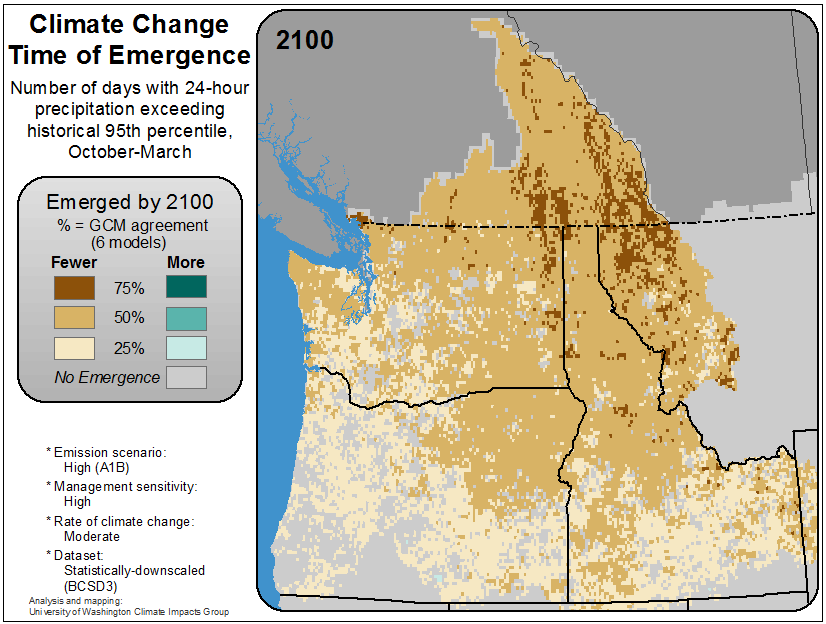 Climate Change
Time of Emergence
Number of days with 24-hour
precipitation exceeding
historical 95th percentile,
October-March
Emerged by 2100
% = GCM agreement
(6 models)
Fewer More
75%
50%
25%
No Emergence
* Emission scenario:
High (A1B)
* Management sensitivity:
High
* Rate of climate change:
Moderate
* Dataset:
Statistically-downscaled
(BCSD3)
Analysis and mapping:
University of Washington Climate Impacts Group
2100